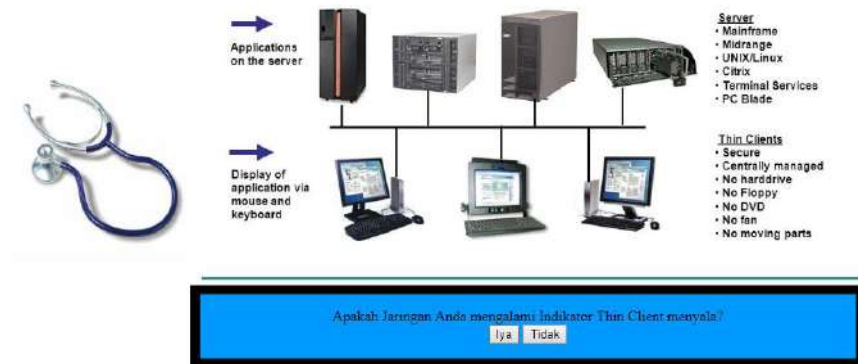 Applications
on the server
Server
• Mainframe
• Midrange
• UNIX/Linux
• Citrix
• Terminal Services
• PC Blade
Display of
application via
mouse and
keyboard
Thin Clients
• Secure
• Centrally managed
• No harddrive
• No Floppy
• No DVD
• No fan
• No moving parts
Apakah Jaringan Anda mengalami Indikator Thin Client menyala?
Iya Tidak